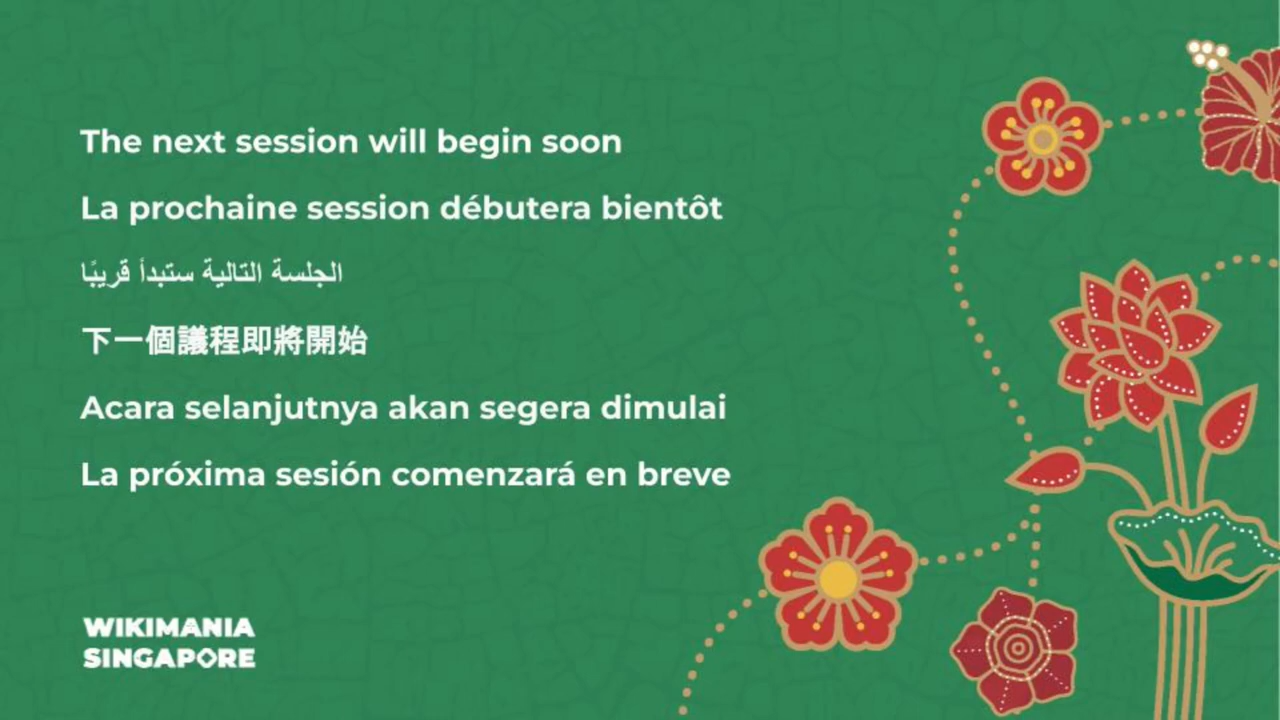 The next session will begin soon
La prochaine session débutera bientôt
الجلسة التالية ستبدأ قريبًا
下一個議程即將開始
Acara selanjutnya akan segera dimulai
La próxima sesión comenzará en breve
WIKIMANIA
SINGAPORE